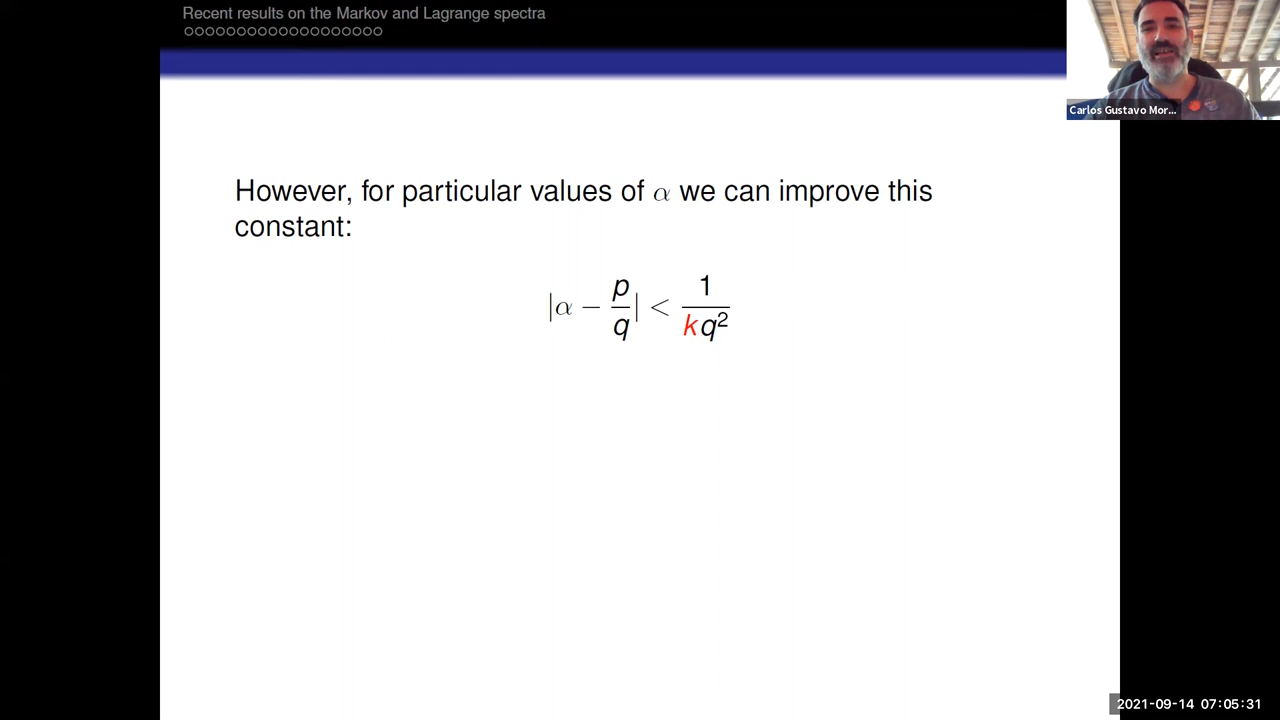 Recent results on the Markov and Lagrange spectra
Carlos Gustavo Mor...
However, for particular values of α we can improve this
constant:
|α − p/q| < 1/kq²
2021-09-14 07:05:31